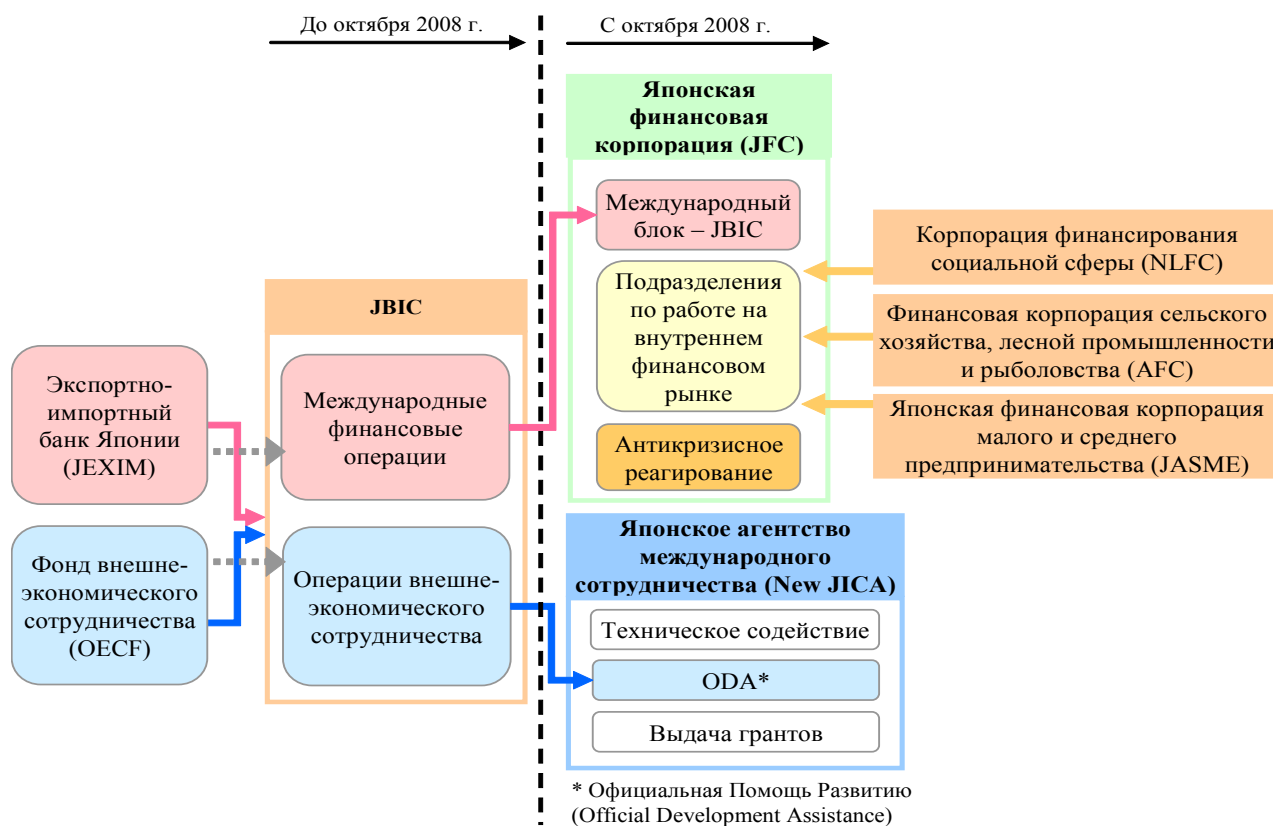 До октября 2008 г.
С октября 2008 г.
Японская
финансовая
корпорация (JFC)
Международный
блок – JBIC
Подразделения
по работе на
внутреннем
финансовом
рынке
Антикризисное
реагирование
Корпорация финансирования
социальной сферы (NLFC)
Финансовая корпорация сельского
хозяйства, лесной промышленности
и рыболовства (AFC)
Японская финансовая корпорация
малого и среднего
предпринимательства (JASME)
JBIC
Экспортно-
импортный
банк Японии
(JEXIM)
Международные
финансовые
операции
Фонд внешне-
экономического
сотрудничества
(OECF)
Операции внешне-
экономического
сотрудничества
Японское агентство
международного
сотрудничества (New JICA)
Техническое содействие
ODA*
Выдача грантов
* Официальная Помощь Развитию
(Official Development Assistance)